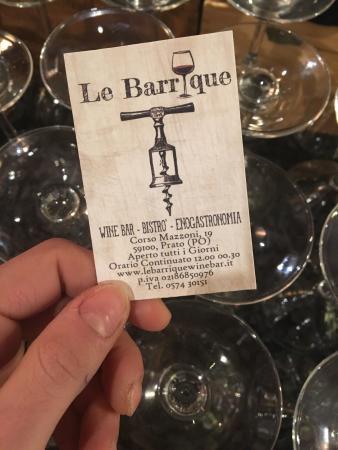 Le Barrique
WINE BAR - BISTRO' - ENOGASTRONOMIA
Corso Mazzoni, 19
59100, Prato (PO)
Aperto tutti i Giorni
Orario Continuato 12.00 00.30
www.lebarriquewinebar.it
p.iva 02186850976
Tel. 0574 30151